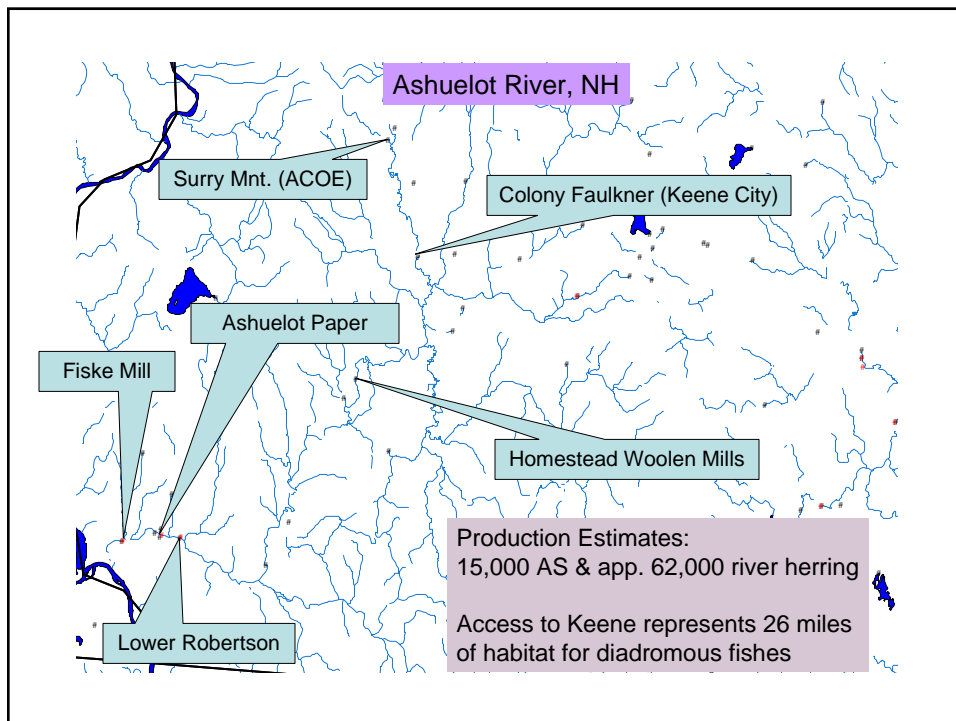 Ashuelot River, NH
Surry Mnt. (ACOE)
Colony Faulkner (Keene City)
Ashuelot Paper
Fiske Mill
Homestead Woolen Mills
Production Estimates:
15,000 AS & app. 62,000 river herring
Access to Keene represents 26 miles
of habitat for diadromous fishes
Lower Robertson